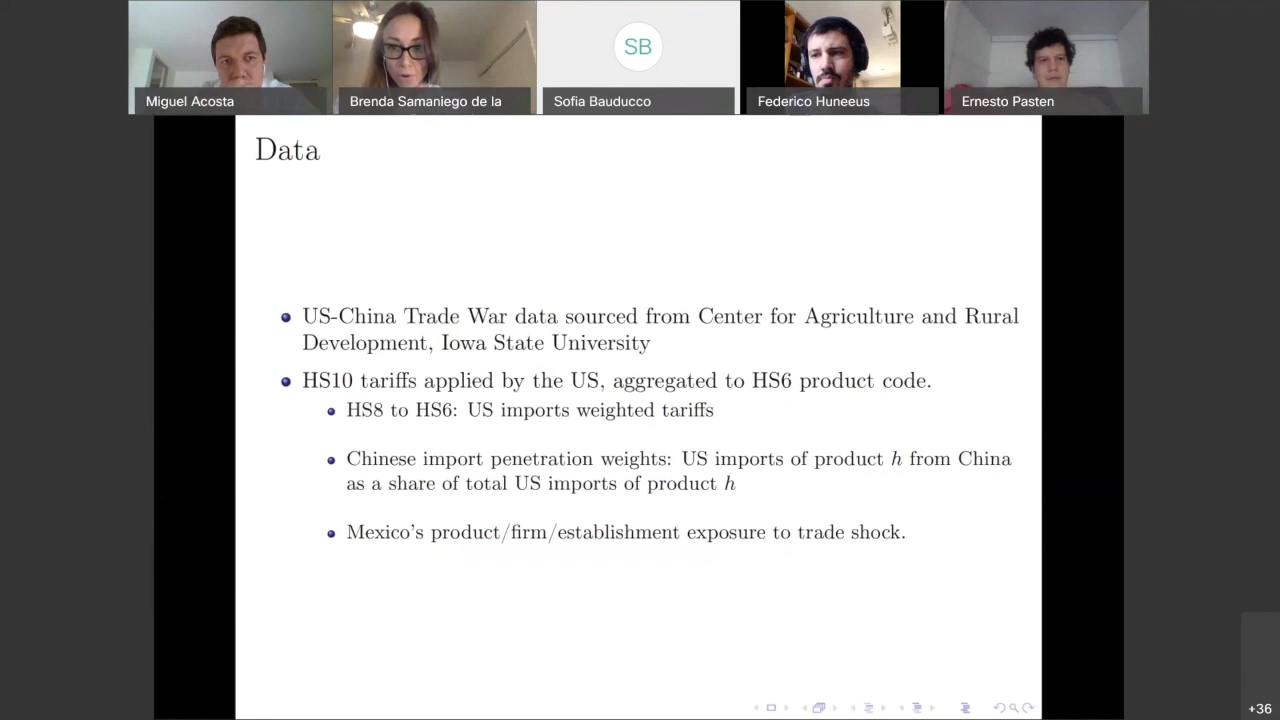 SB
Miguel Acosta
Brenda Samaniego de la
Sofia Bauducco
Federico Huneeus
Ernesto Pasten
Data
US-China Trade War data sourced from Center for Agriculture and Rural
Development, Iowa State University
HS10 tariffs applied by the US, aggregated to HS6 product code.
HS8 to HS6: US imports weighted tariffs
Chinese import penetration weights: US imports of product h from China
as a share of total US imports of product h
Mexico's product/firm/establishment exposure to trade shock.
+36